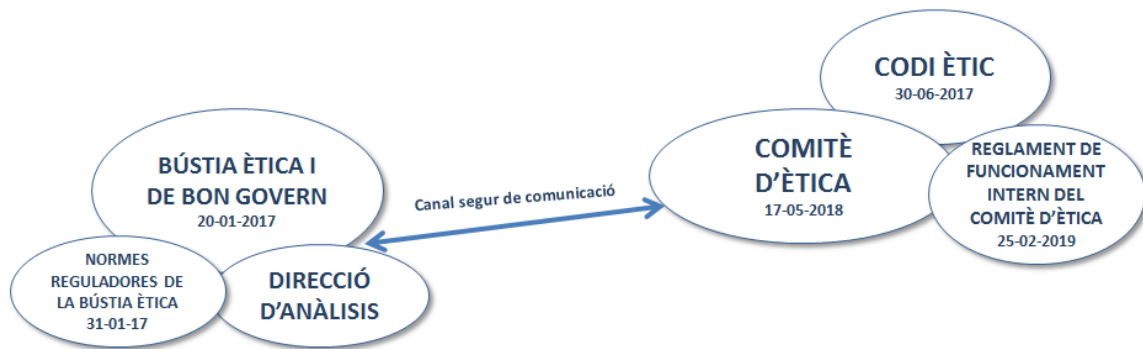 BÚSTIA ÈTICA I
DE BON GOVERN
20-01-2017
NORMES
REGULADORES DE
LA BÚSTIA ÈTICA
31-01-17
DIRECCIÓ
D'ANÀLISIS
Canal segur de comunicació
CODI ÈTIC
30-06-2017
COMITÈ
D'ÈTICA
17-05-2018
REGLAMENT DE
FUNCIONAMENT
INTERN DEL
COMITÈ D'ÈTICA
25-02-2019